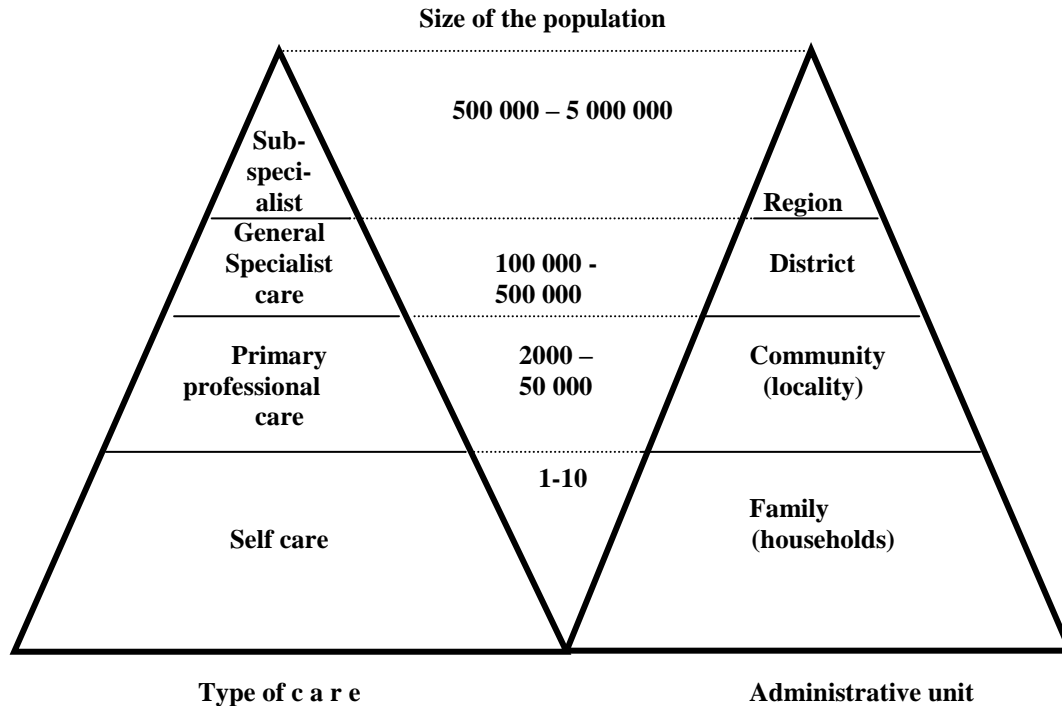 Size of the population
500 000 – 5 000 000
Sub-
speci-
alist
Region
General
Specialist
care
100 000 -
500 000
District
Primary
professional
care
2000 –
50 000
Community
(locality)
1-10
Self care
Family
(households)
Type of c a r e
Administrative unit